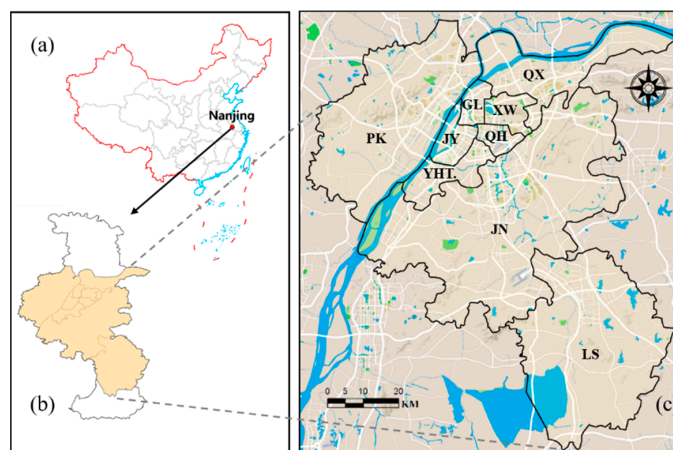 (a)
Nanjing
(b)
QX
GL
XW
PK
JY
QH
YHT.
JN
LS
0 5 10 20
KM
(c)